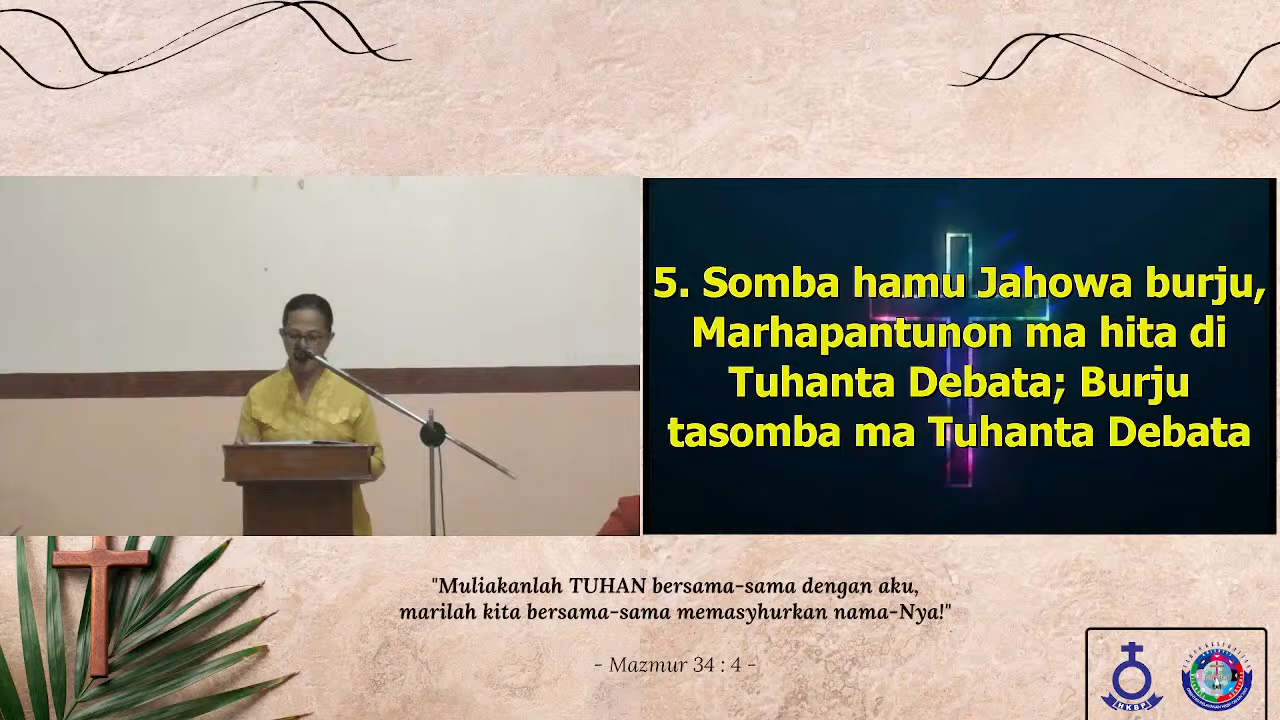 5. Somba hamu Jahowa burju,
Marhapantunon ma hita di
Tuhanta Debata; Burju
tasomba ma Tuhanta Debata
"Muliakanlah TUHAN bersama-sama dengan aku,
marilah kita bersama-sama memasyhurkan nama-Nya!"
- Mazmur 34 : 4 -
HKBP